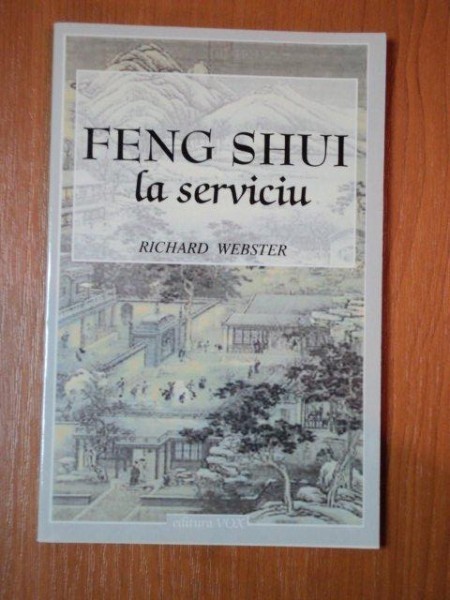 FENG SHUI
la serviciu
RICHARD WEBSTER
editura VOX